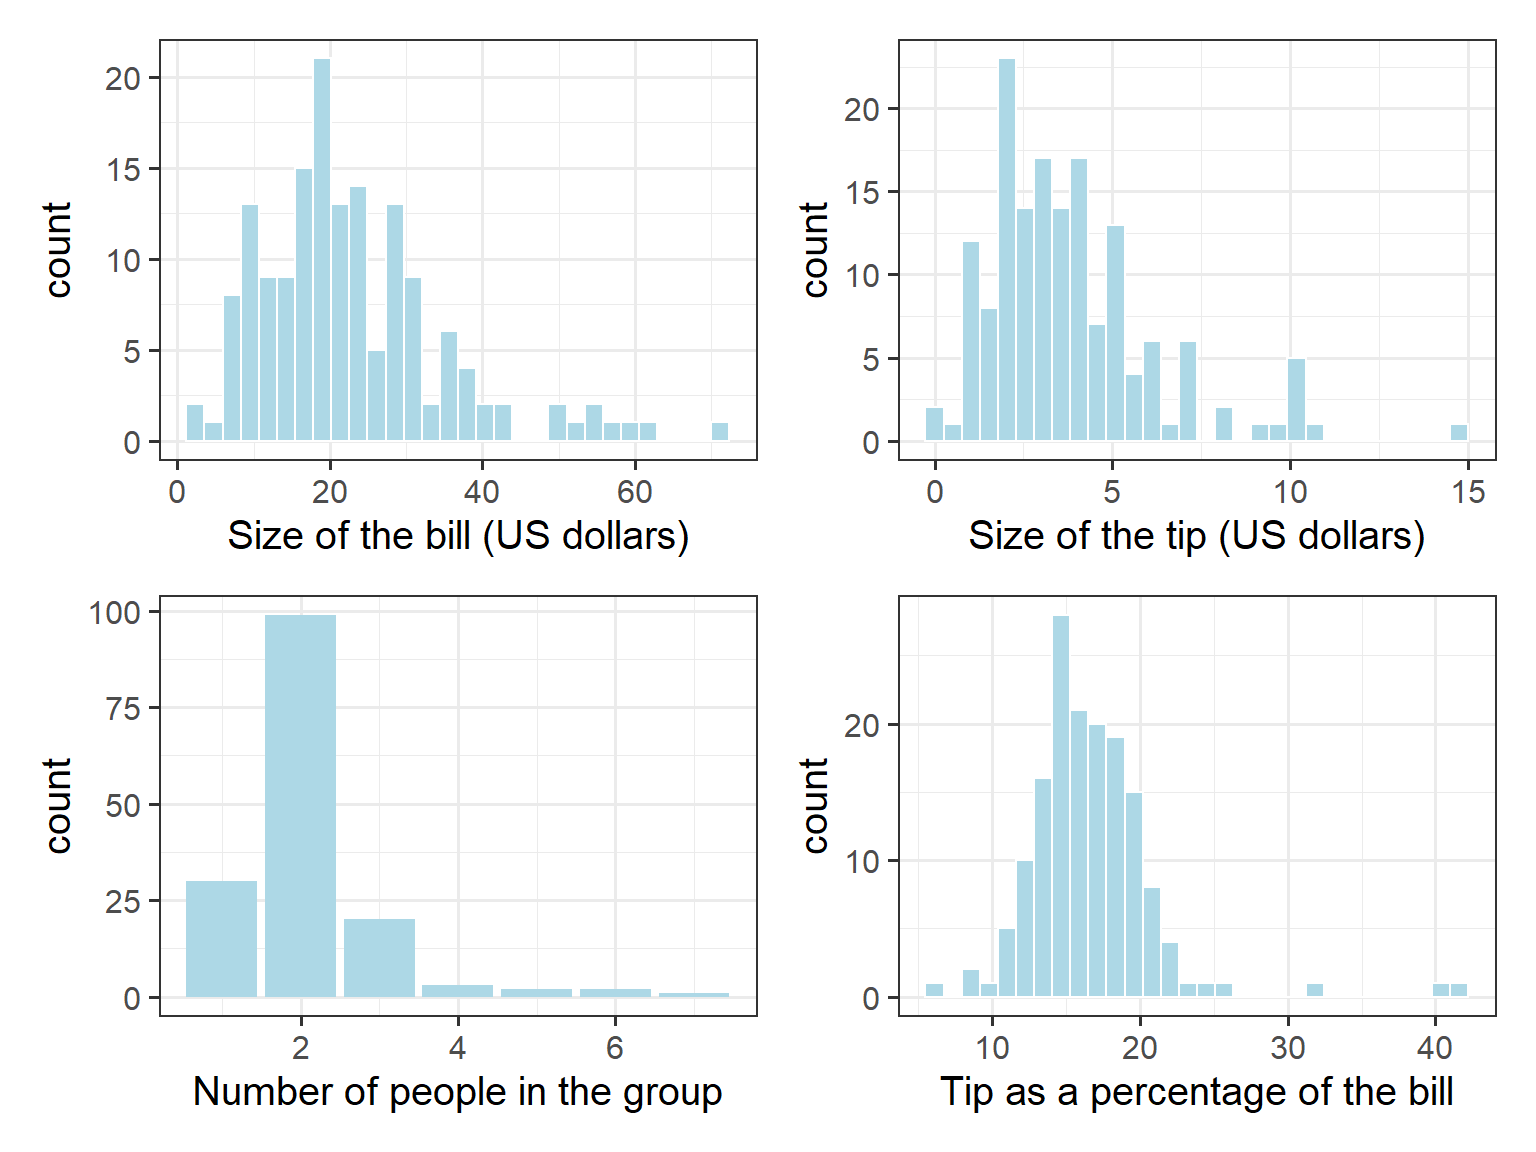 20
15
10
5
0
count
0 20 40 60
Size of the bill (US dollars)
20
15
10
5
0
count
0 5 10 15
Size of the tip (US dollars)
100
75
50
25
0
count
2 4 6
Number of people in the group
20
10
0
count
10 20 30 40
Tip as a percentage of the bill